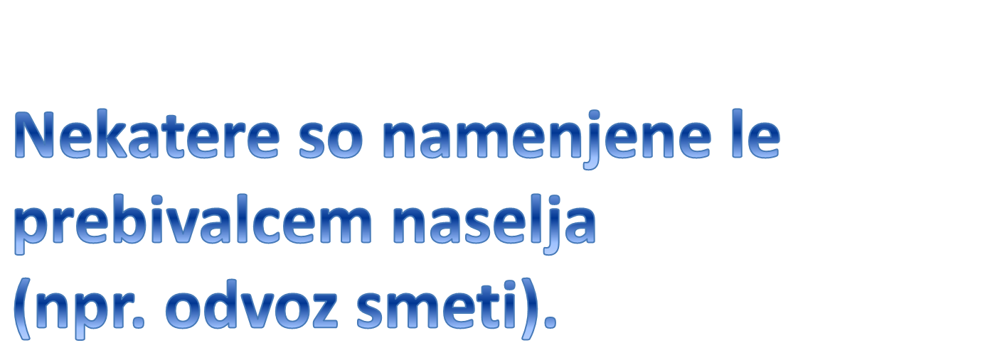 Nekatere so namenjene le
prebivalcem naselja
(npr. odvoz smeti).